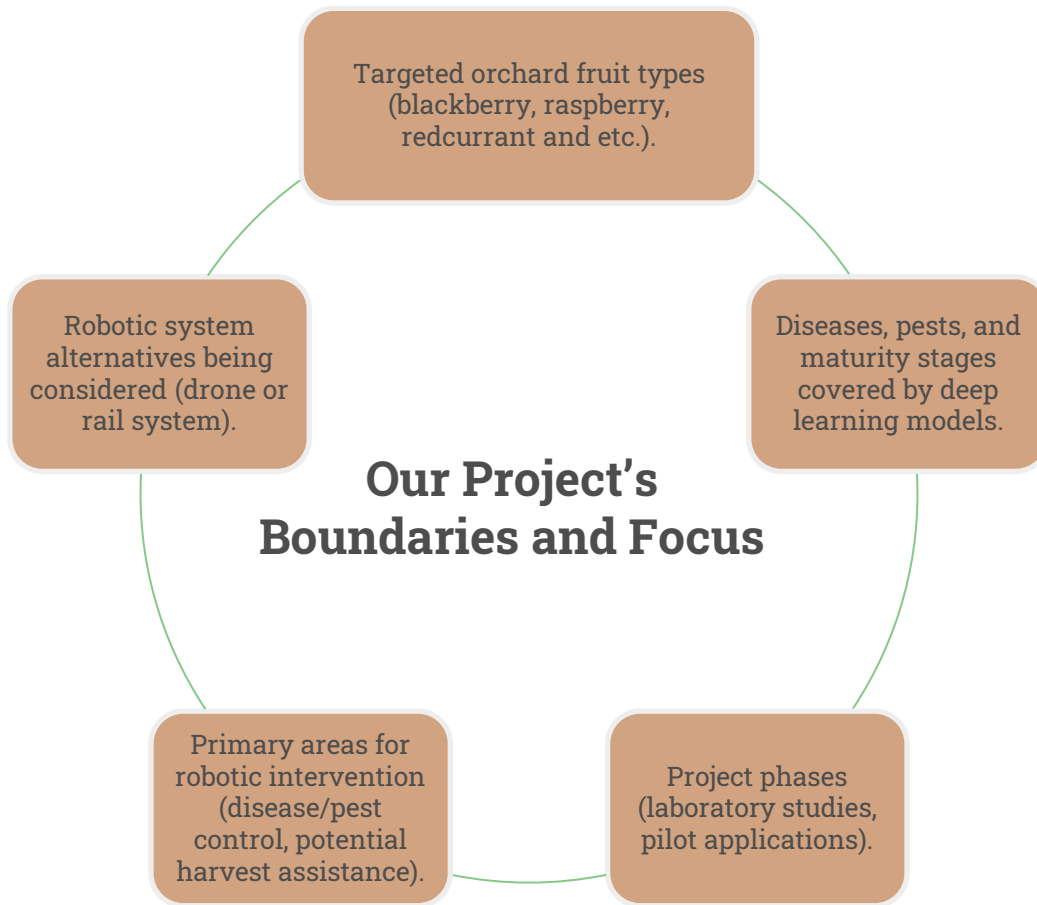 Targeted orchard fruit types
(blackberry, raspberry,
redcurrant and etc.).
Robotic system
alternatives being
considered (drone or
rail system).
Diseases, pests, and
maturity stages
covered by deep
learning models.
Our Project’s
Boundaries and Focus
Primary areas for
robotic intervention
(disease/pest
control, potential
harvest assistance).
Project phases
(laboratory studies,
pilot applications).